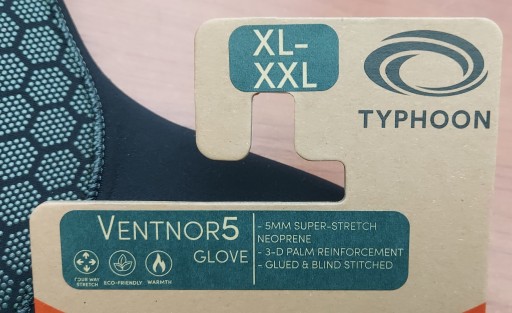 XL-
XXL
TYPHOON
VENTNOR5
GLOVE
- 5MM SUPER-STRETCH
NEOPRENE
- 3-D PALM REINFORCEMENT
- GLUED & BLIND STITCHED
FOUR WAY
STRETCH
ECO-FRIENDLY
WARMTH